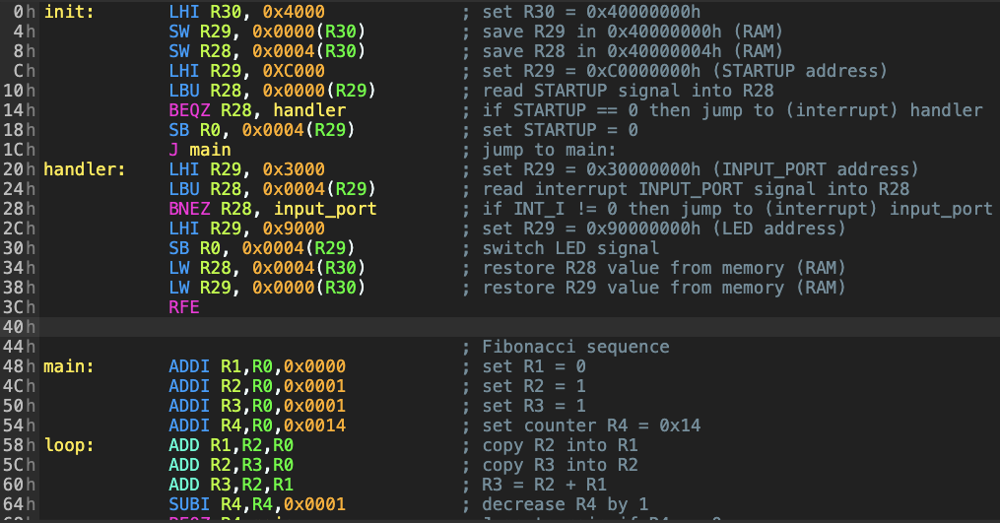 0h init: LHI R30, 0x4000 ; set R30 = 0x40000000h
4h SW R29, 0x0000(R30) ; save R29 in 0x40000000h (RAM)
8h SW R28, 0x0004(R30) ; save R28 in 0x40000004h (RAM)
Ch LHI R29, 0XC000 ; set R29 = 0xC0000000h (STARTUP address)
10h LBU R28, 0x0000(R29) ; read STARTUP signal into R28
14h BEQZ R28, handler ; if STARTUP == 0 then jump to (interrupt) handler
18h SB R0, 0x0004(R29) ; set STARTUP = 0
1Ch J main ; jump to main:
20h handler: LHI R29, 0x3000 ; set R29 = 0x30000000h (INPUT_PORT address)
24h LBU R28, 0x0004(R29) ; read interrupt INPUT_PORT signal into R28
28h BNEZ R28, input_port ; if INT_I != 0 then jump to (interrupt) input_port
2Ch LHI R29, 0x9000 ; set R29 = 0x90000000h (LED address)
30h SB R0, 0x0004(R29) ; switch LED signal
34h LW R28, 0x0004(R30) ; restore R28 value from memory (RAM)
38h LW R29, 0x0000(R30) ; restore R29 value from memory (RAM)
3Ch RFE
40h
44h ; Fibonacci sequence
48h main: ADDI R1,R0,0x0000 ; set R1 = 0
4Ch ADDI R2,R0,0x0001 ; set R2 = 1
50h ADDI R3,R0,0x0001 ; set R3 = 1
54h ADDI R4,R0,0x0014 ; set counter R4 = 0x14
58h loop: ADD R1,R2,R0 ; copy R2 into R1
5Ch ADD R2,R3,R0 ; copy R3 into R2
60h ADD R3,R2,R1 ; R3 = R2 + R1
64h SUBI R4,R4,0x0001 ; decrease R4 by 1